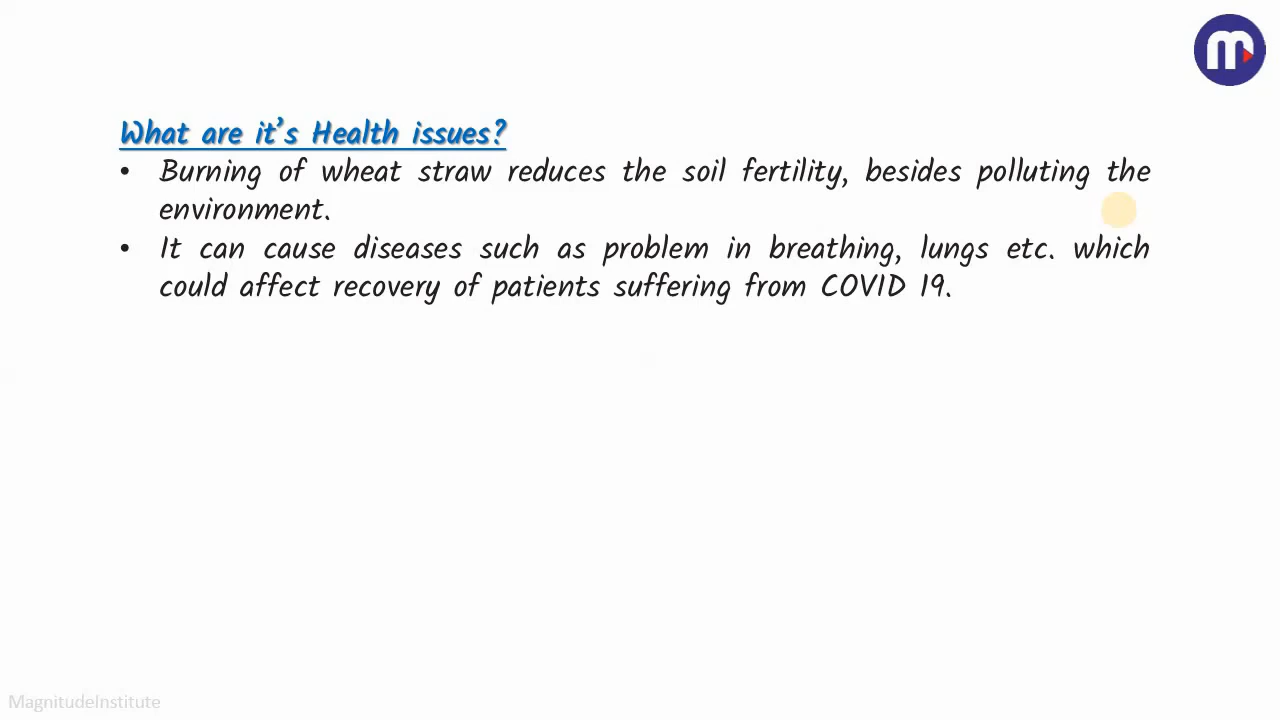 What are it's Health issues?
• Burning of wheat straw reduces the soil fertility, besides polluting the
environment.
• It can cause diseases such as problem in breathing, lungs etc. which
could affect recovery of patients suffering from COVID 19.
MagnitudeInstitute